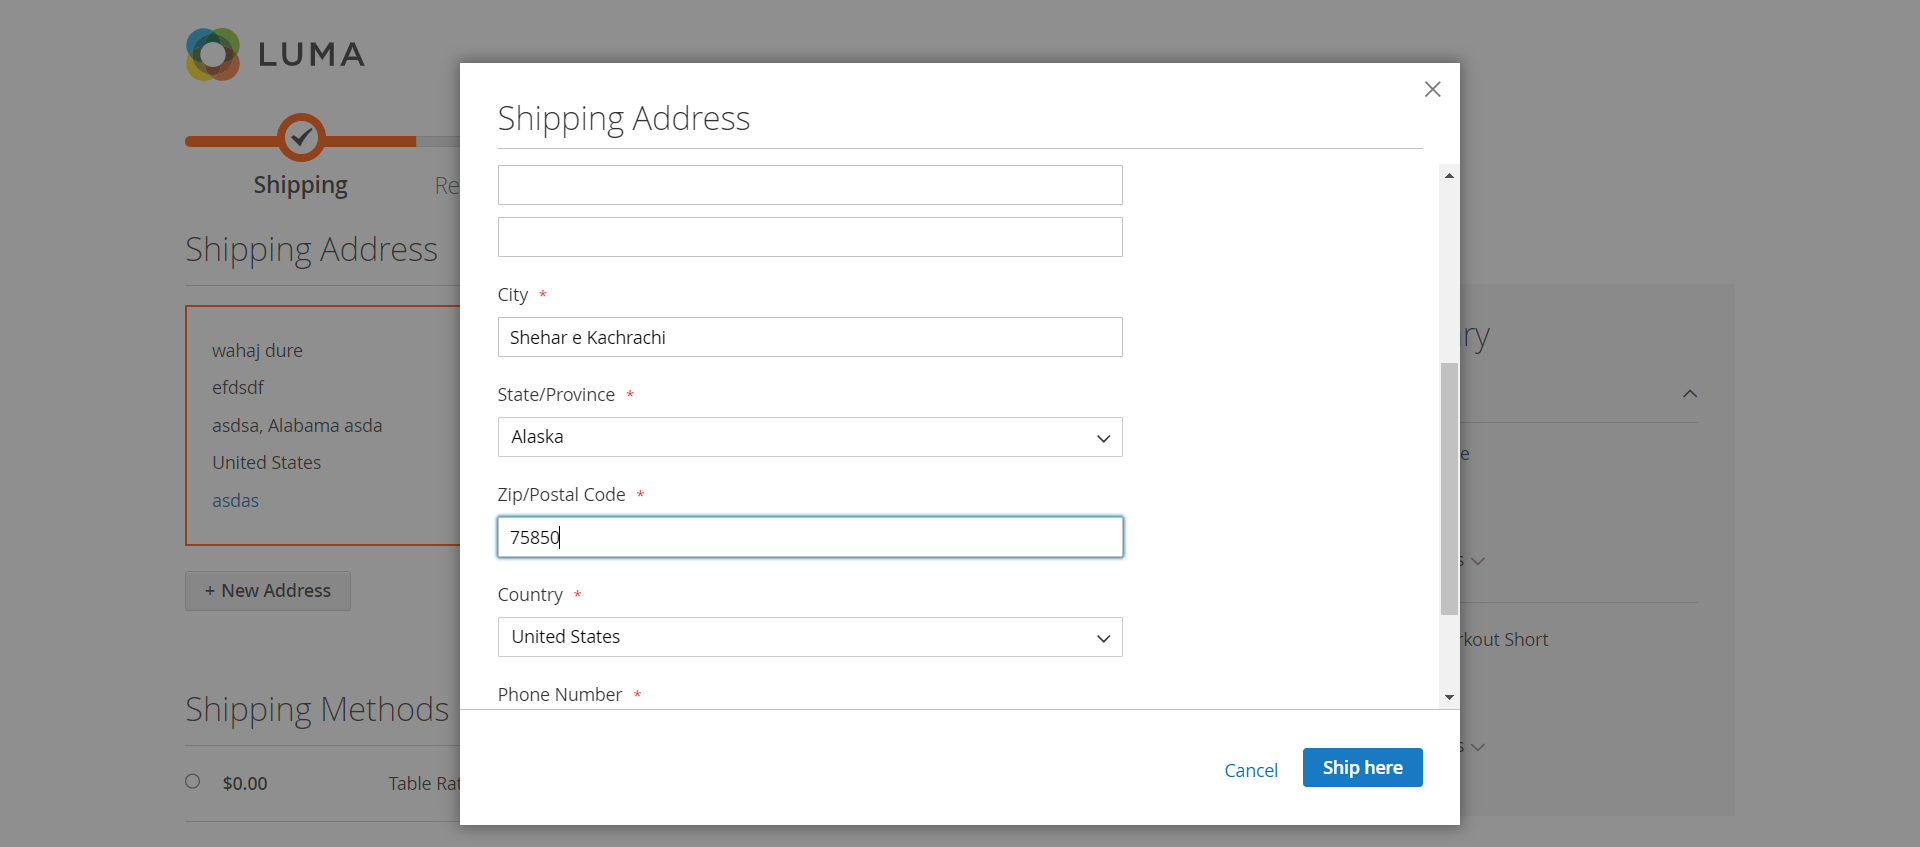 LUMA
Shipping
Re
Shipping Address
wahaj dure
efdsdf
asdsa, Alabama asda
United States
asdas
+ New Address
Shipping Methods
$0.00
Table Rat
Shipping Address
City *
Shehar e Kachrachi
State/Province *
Alaska
Zip/Postal Code *
75850
Country *
United States
Phone Number *
Cancel
Ship here
ry
e
s
rkout Short
s